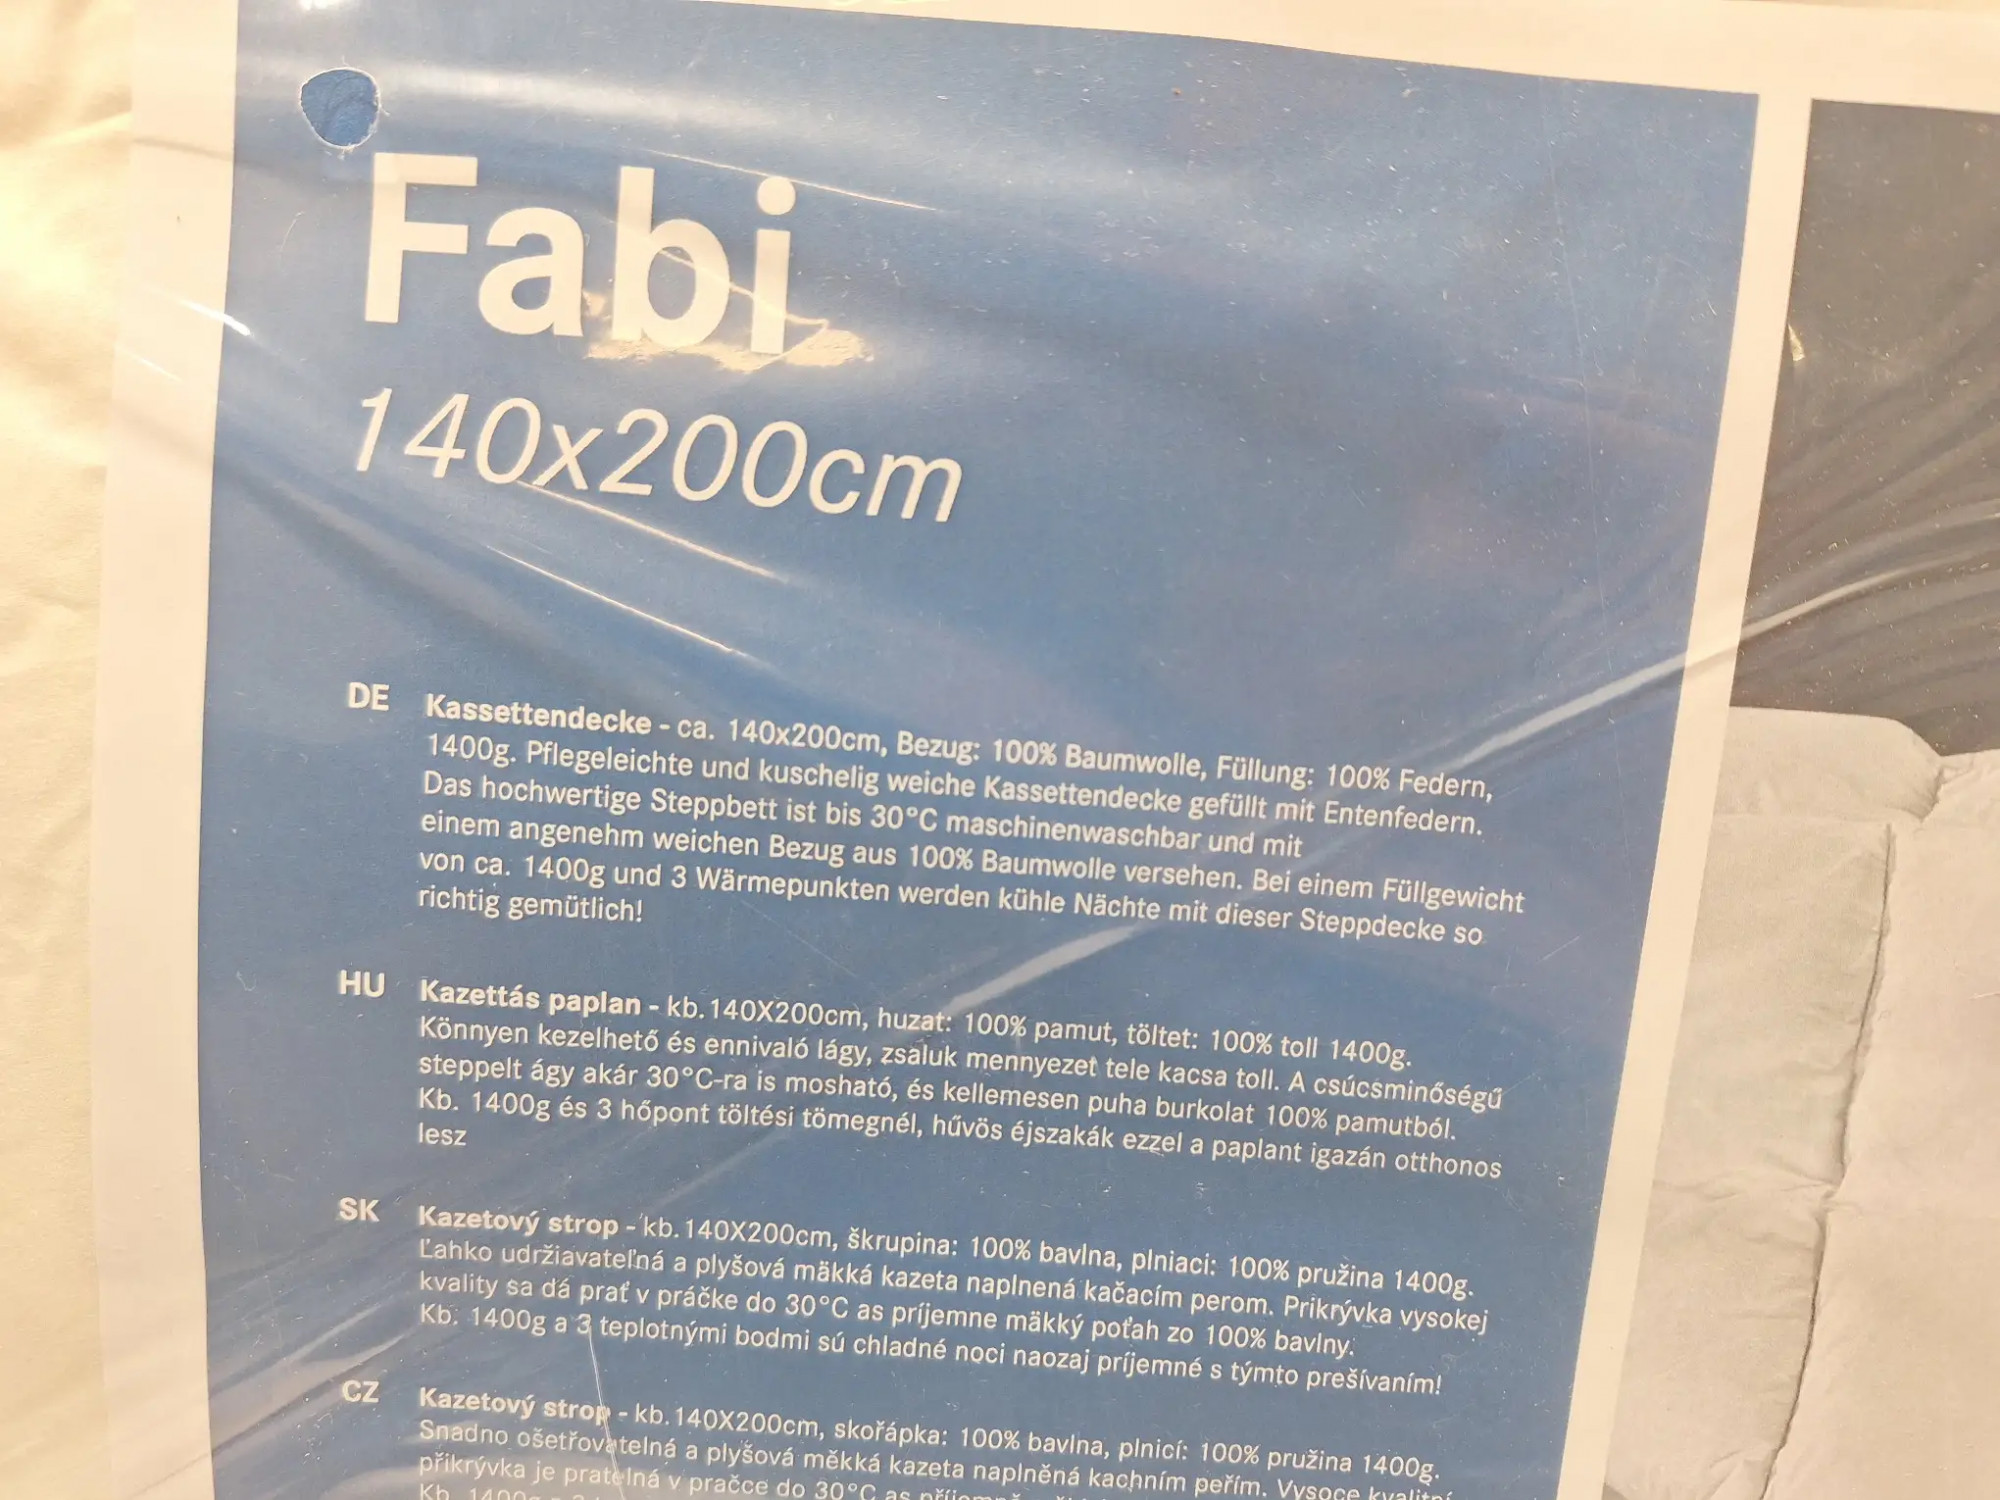 Fabi
140x200cm
DE Kassettendecke - ca. 140x200cm, Bezug: 100% Baumwolle, Füllung: 100% Federn,
1400g. Pflegeleichte und kuschelig weiche Kassettendecke gefüllt mit Entenfedern.
Das hochwertige Steppbett ist bis 30°C maschinenwaschbar und mit
einem angenehm weichen Bezug aus 100% Baumwolle versehen. Bei einem Füllgewicht
von ca. 1400g und 3 Wärmepunkten werden kühle Nächte mit dieser Steppdecke so
richtig gemütlich!
HU Kazettás paplan - kb.140X200cm, huzat: 100% pamut, töltet: 100% toll 1400g.
Könnyen kezelhető és ennivaló lágy, zsaluk mennyezet tele kacsa toll. A csúcsminőségű
steppelt ágy akár 30°C-ra is mosható, és kellemesen puha burkolat 100% pamutból.
Kb. 1400g és 3 hőpont töltési tömegnél, hűvös éjszakák ezzel a paplant igazán otthonos
lesz
SK Kazetový strop - kb.140X200cm, škrupina: 100% bavlna, plniaci: 100% pružina 1400g.
Ľahko udržiavateľná a plyšová mäkká kazeta naplnená kačacím perom. Prikrývka vysokej
kvality sa dá prať v práčke do 30°C as príjemne mäkký poťah zo 100% bavlny.
Kb. 1400g a 3 teplotnými bodmi sú chladné noci naozaj príjemné s týmto prešívaním!
CZ Kazetový strop - kb.140X200cm, skořápka: 100% bavlna, plnicí: 100% pružina 1400g.
Snadno ošetřovatelná a plyšová měkká kazeta naplněná kachním peřím. Vysoce kvalitní
přikrývka je pratelná v pračce do 30°C as
Kb. 1400g